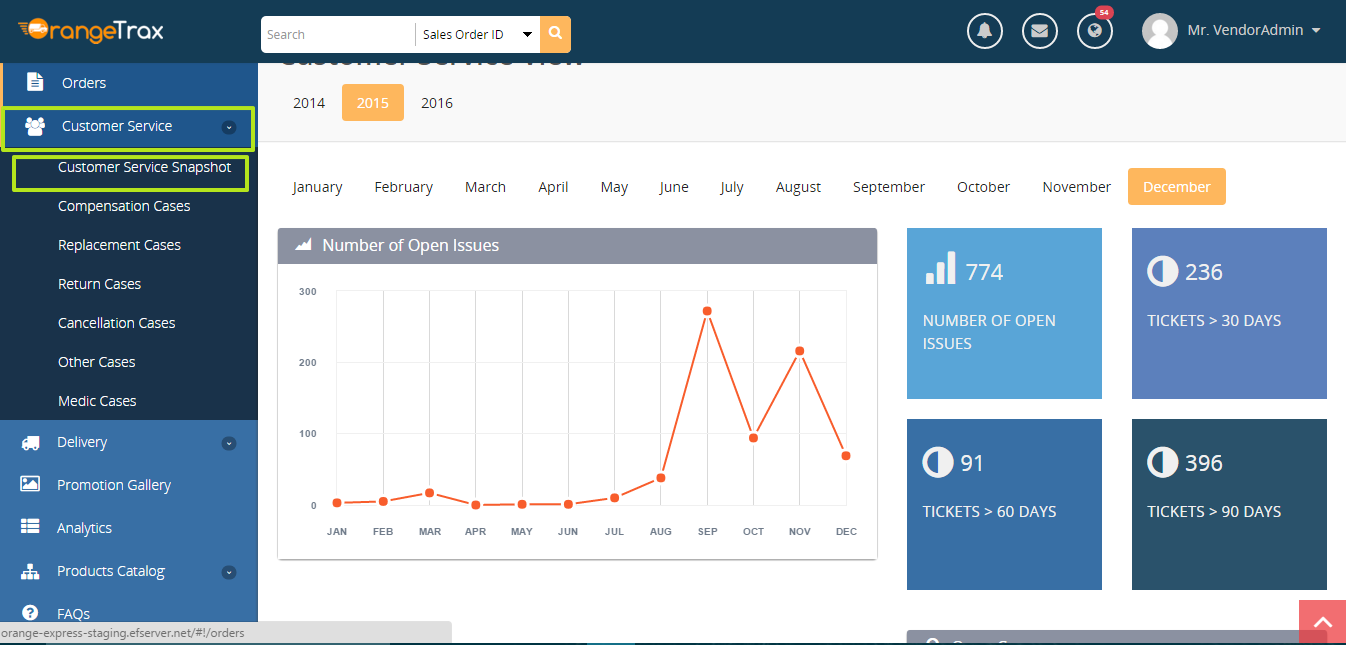 OrangeTrax
Search
Sales Order ID
54
Mr. VendorAdmin
Orders
Customer Service
Customer Service Snapshot
Compensation Cases
Replacement Cases
Return Cases
Cancellation Cases
Other Cases
Medic Cases
Delivery
Promotion Gallery
Analytics
Products Catalog
FAQs
orange-express-staging.efserver.net/#!/orders
Customer Service View
2014 2015 2016
January February March April May June July August September October November December
Number of Open Issues
300
200
100
0
JAN FEB MAR APR MAY JUN JUL AUG SEP OCT NOV DEC
774
NUMBER OF OPEN
ISSUES
236
TICKETS > 30 DAYS
91
TICKETS > 60 DAYS
396
TICKETS > 90 DAYS